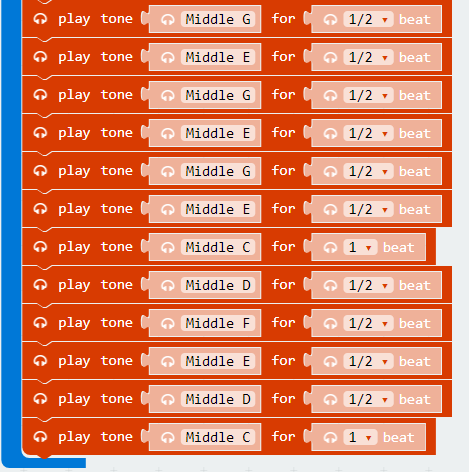 play tone Middle G for 1/2 beat
play tone Middle E for 1/2 beat
play tone Middle G for 1/2 beat
play tone Middle E for 1/2 beat
play tone Middle G for 1/2 beat
play tone Middle E for 1/2 beat
play tone Middle C for 1 beat
play tone Middle D for 1/2 beat
play tone Middle F for 1/2 beat
play tone Middle E for 1/2 beat
play tone Middle D for 1/2 beat
play tone Middle C for 1 beat